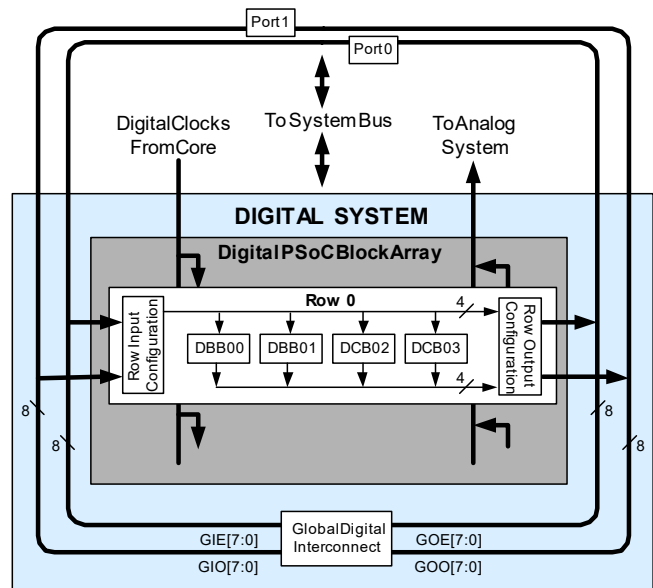 Port1
Port0
DigitalClocks
FromCore
ToSystemBus
ToAnalog
System
DIGITAL SYSTEM
DigitalPSoCBlockArray
Row 0
4
Row Input
Configuration
DBB00
DBB01
DCB02
DCB03
Row Output
Configuration
4
8
8
8
8
GlobalDigital
Interconnect
GIE[7:0]
GIO[7:0]
GOE[7:0]
GOO[7:0]